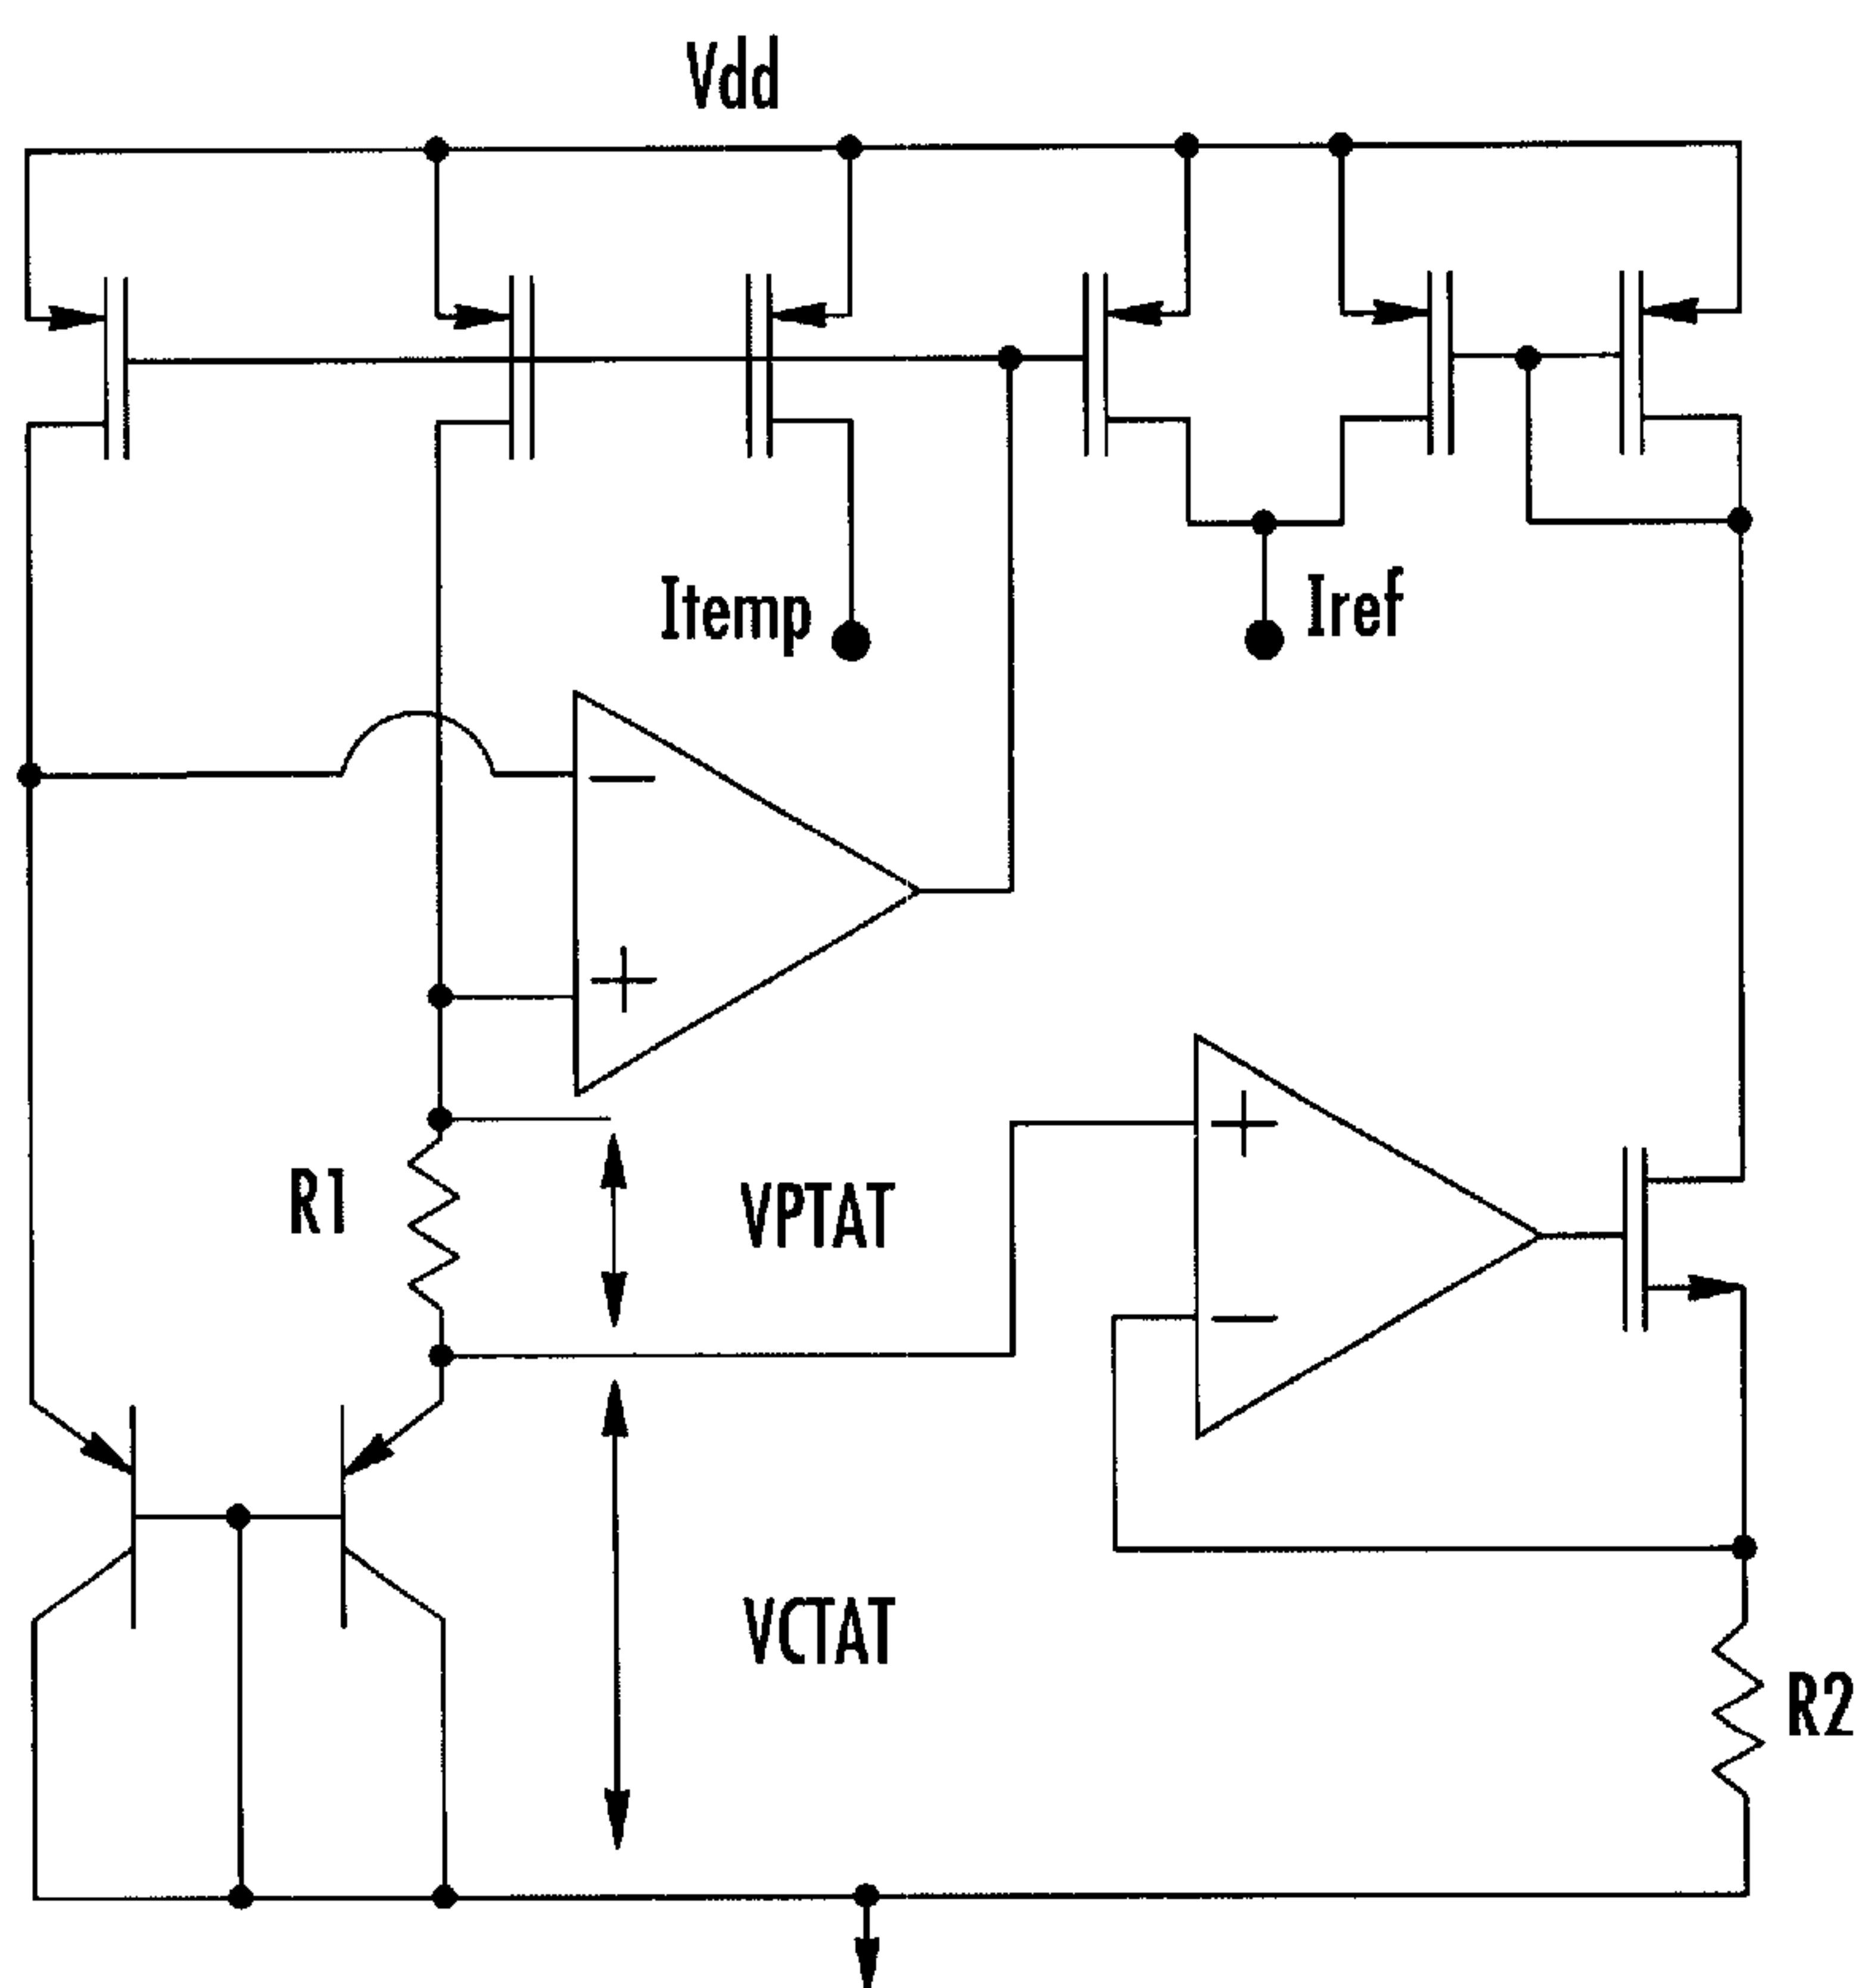 Vdd
Itemp
Iref
−
+
+
−
R1
VPTAT
VCTAT
R2